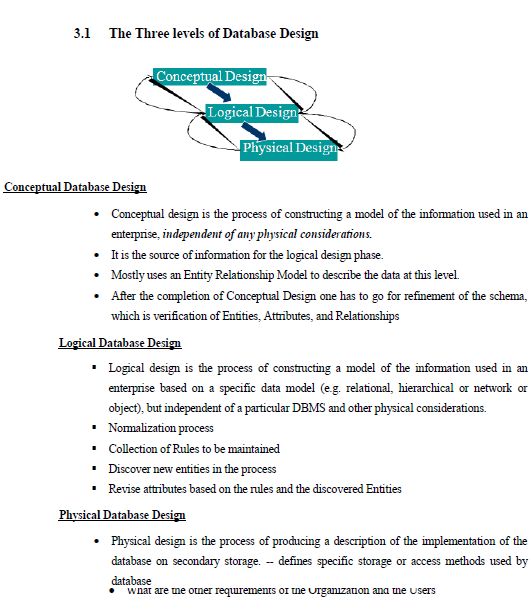 3.1 The Three levels of Database Design
Conceptual Design
Logical Design
Physical Design
Conceptual Database Design
• Conceptual design is the process of constructing a model of the information used in an
enterprise, independent of any physical considerations.
• It is the source of information for the logical design phase.
• Mostly uses an Entity Relationship Model to describe the data at this level.
• After the completion of Conceptual Design one has to go for refinement of the schema,
which is verification of Entities, Attributes, and Relationships
Logical Database Design
▪ Logical design is the process of constructing a model of the information used in an
enterprise based on a specific data model (e.g. relational, hierarchical or network or
object), but independent of a particular DBMS and other physical considerations.
▪ Normalization process
▪ Collection of Rules to be maintained
▪ Discover new entities in the process
▪ Revise attributes based on the rules and the discovered Entities
Physical Database Design
• Physical design is the process of producing a description of the implementation of the
database on secondary storage. -- defines specific storage or access methods used by
database
• What are the other requirements of the Organization and the Users